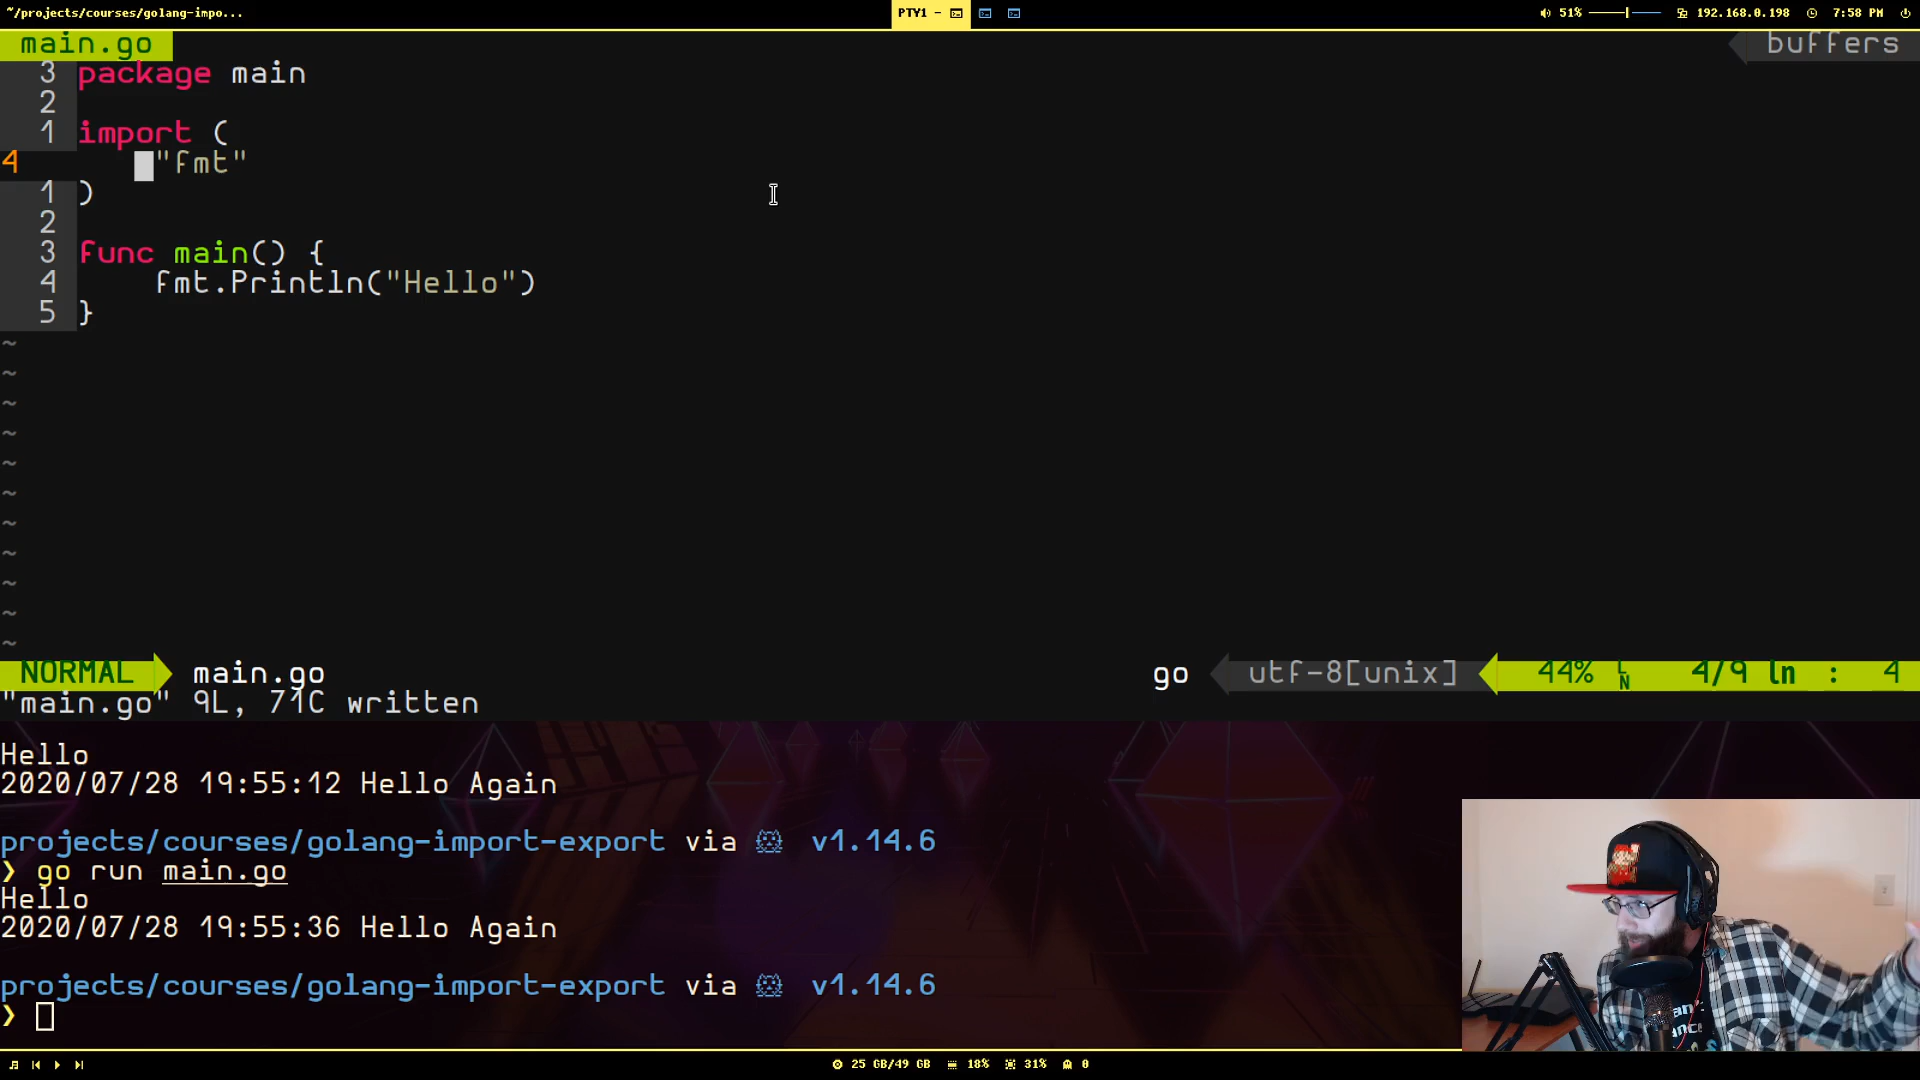 ~/projects/courses/golang-impo...
PTY1 -
51%
192.168.0.198
7:58 PM
main.go
buffers
3 package main
2
1 import (
4 "fmt"
1 )
2
3 func main() {
4 fmt.Println("Hello")
5 }
~
~
~
~
~
~
~
~
~
~
~
NORMAL main.go go utf-8[unix] 44% LN 4/9 ln : 4
"main.go" 9L, 71C written
Hello
2020/07/28 19:55:12 Hello Again
projects/courses/golang-import-export via v1.14.6
❯ go run main.go
Hello
2020/07/28 19:55:36 Hello Again
projects/courses/golang-import-export via v1.14.6
❯
25 GB/49 GB
18%
31%
0